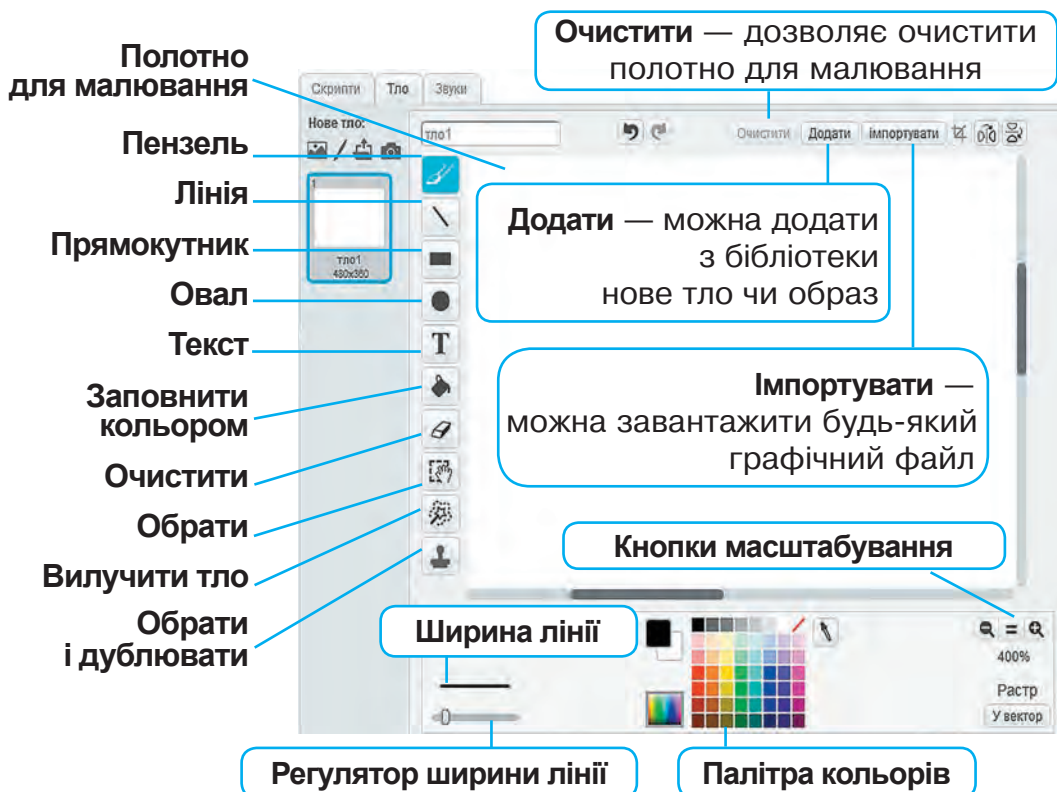 Очистити — дозволяє очистити
полотно для малювання
Полотно
для малювання
Скрипти
Тло
Звуки
Нове тло:
тло1
Очистити
Додати
Імпортувати
Пензель
Лінія
Прямокутник
Овал
Текст
Заповнити
кольором
Очистити
Обрати
Вилучити тло
Обрати
і дублювати
1
тло1
480x360
T
Додати — можна додати
з бібліотеки
нове тло чи образ
Імпортувати —
можна завантажити будь-який
графічний файл
Кнопки масштабування
Ширина лінії
400%
Растр
У вектор
Регулятор ширини лінії
Палітра кольорів